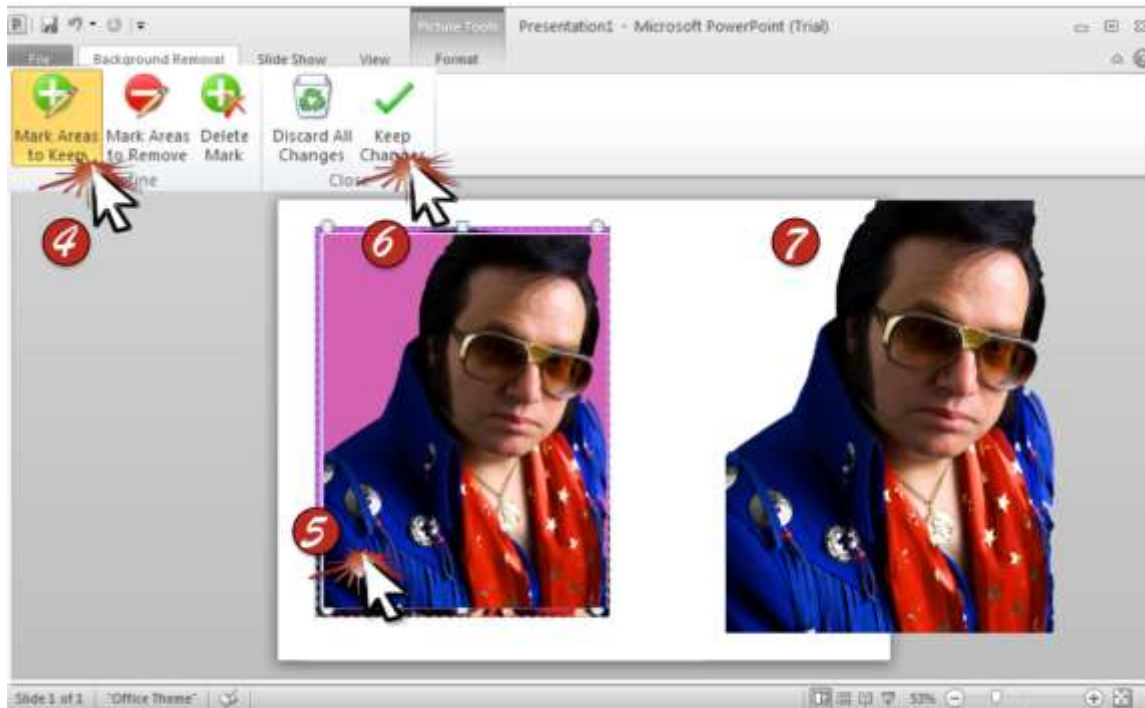 Picture Tools Presentation1 - Microsoft PowerPoint (Trial)
File Background Removal Slide Show View Format
Mark Areas to Keep
Mark Areas to Remove
Delete Mark
Discard All Changes
Keep Changes
Close
4
6
7
5
Slide 1 of 1 "Office Theme" 53%